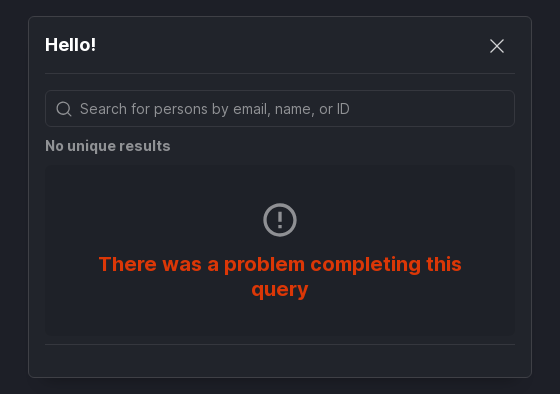 Hello!
Search for persons by email, name, or ID
No unique results
There was a problem completing this
query